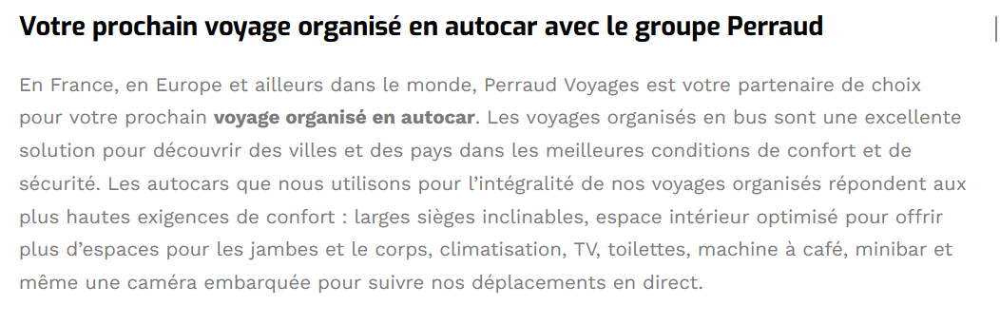 Votre prochain voyage organisé en autocar avec le groupe Perraud
En France, en Europe et ailleurs dans le monde, Perraud Voyages est votre partenaire de choix
pour votre prochain voyage organisé en autocar. Les voyages organisés en bus sont une excellente
solution pour découvrir des villes et des pays dans les meilleures conditions de confort et de
sécurité. Les autocars que nous utilisons pour l’intégralité de nos voyages organisés répondent aux
plus hautes exigences de confort : larges sièges inclinables, espace intérieur optimisé pour offrir
plus d’espaces pour les jambes et le corps, climatisation, TV, toilettes, machine à café, minibar et
même une caméra embarquée pour suivre nos déplacements en direct.